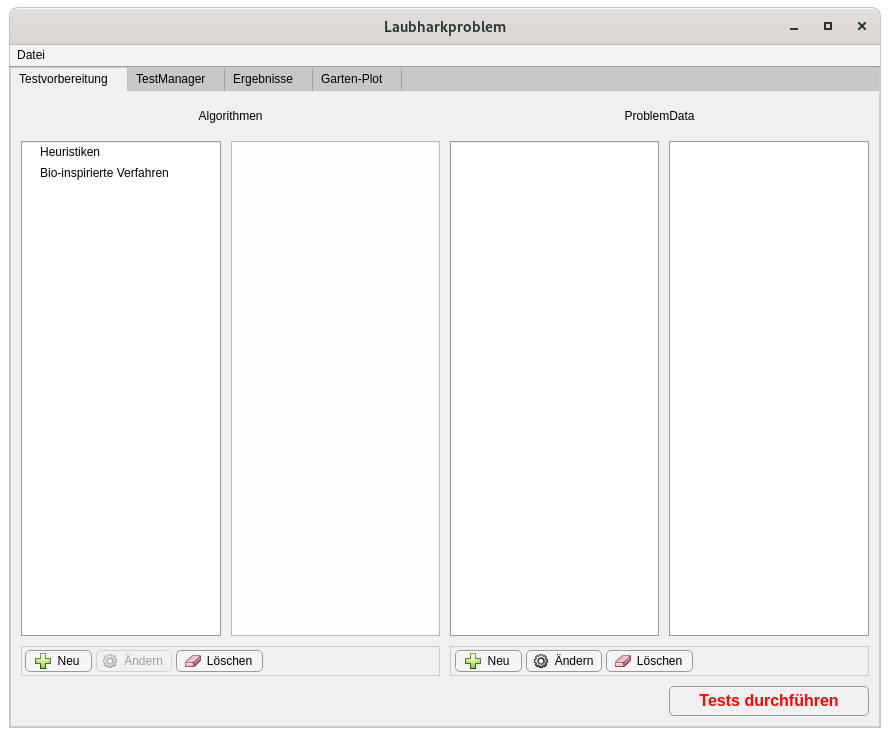 Laubharkproblem
Datei
Testvorbereitung TestManager Ergebnisse Garten-Plot
Algorithmen ProblemData
Heuristiken
Bio-inspirierte Verfahren
Neu Ändern Löschen Neu Ändern Löschen
Tests durchführen